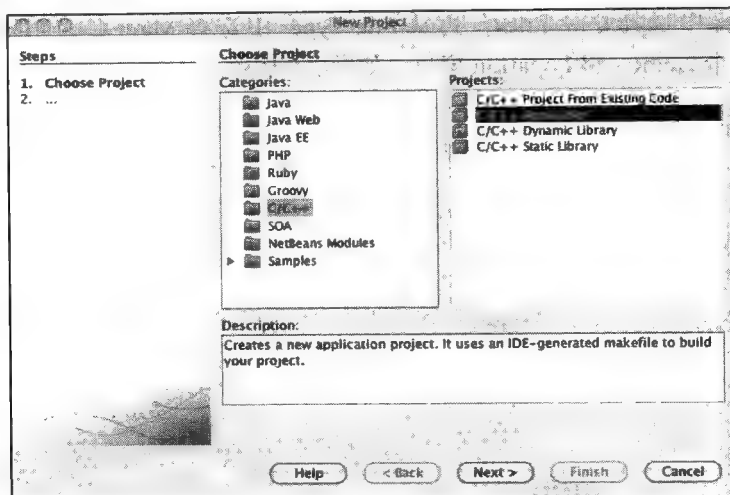 New Project
Steps
1. Choose Project
2. ...
Choose Project
Categories:
Java
Java Web
Java EE
PHP
Ruby
Groovy
C/C++
SOA
NetBeans Modules
Samples
Projects:
C/C++ Project From Existing Code
C/C++ Dynamic Library
C/C++ Static Library
Description:
Creates a new application project. It uses an IDE-generated makefile to build
your project.
Help
< Back
Next >
Finish
Cancel